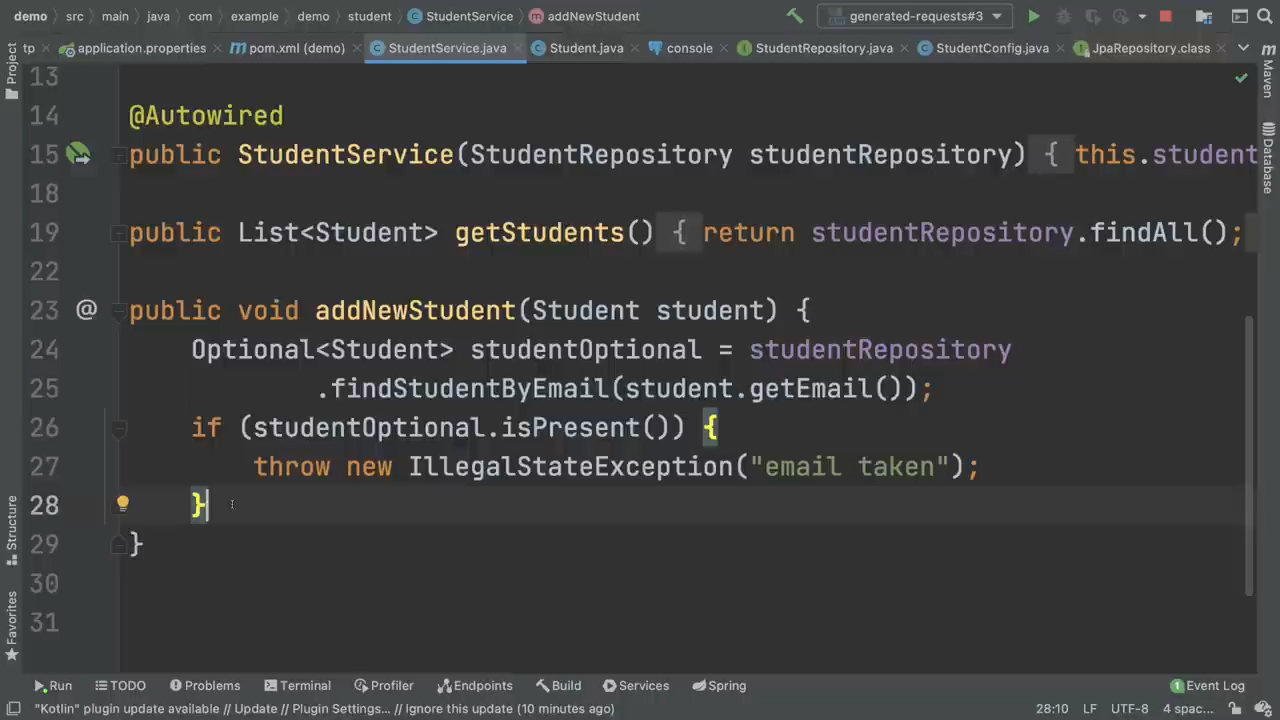 demo src main java com example demo student StudentService addNewStudent generated-requests#3
tp application.properties pom.xml (demo) StudentService.java Student.java console StudentRepository.java StudentConfig.java JpaRepository.class
Project
Maven
Database
Structure
Favorites
13
14 @Autowired
15 public StudentService(StudentRepository studentRepository) { this.student
18
19 public List<Student> getStudents() { return studentRepository.findAll();
22
23 @ public void addNewStudent(Student student) {
24 Optional<Student> studentOptional = studentRepository
25 .findStudentByEmail(student.getEmail());
26 if (studentOptional.isPresent()) {
27 throw new IllegalStateException("email taken");
28 }
29 }
30
31
Run TODO Problems Terminal Profiler Endpoints Build Services Spring 1 Event Log
"Kotlin" plugin update available // Update // Plugin Settings... // Ignore this update (10 minutes ago) 28:10 LF UTF-8 4 spac...